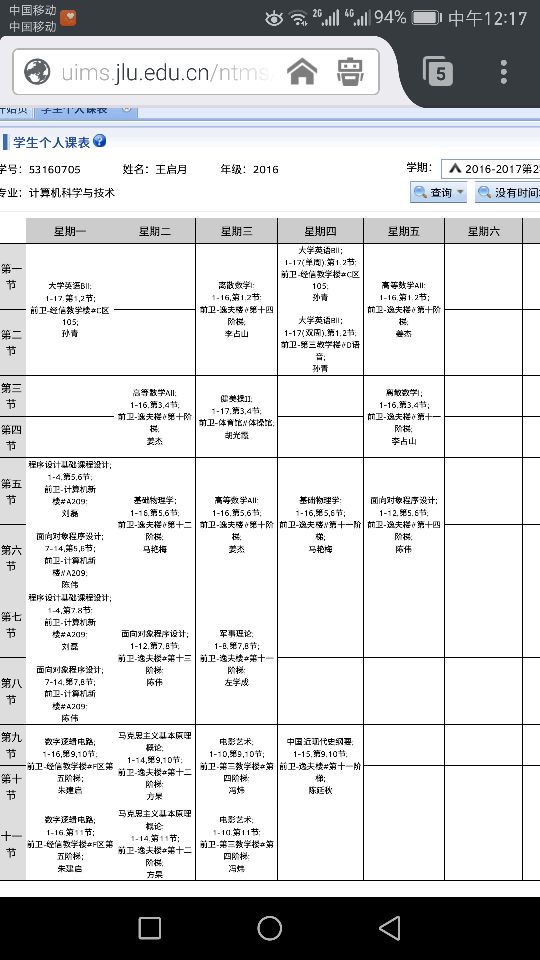 中国移动
中国移动
2G
4G
94%
中午12:17
uims.jlu.edu.cn/ntms
5
开始页
学生个人课表
学生个人课表
学号: 53160705
姓名: 王启月
年级: 2016
学期:
2016-2017第2
专业: 计算机科学与技术
查询
没有时间
星期一
星期二
星期三
星期四
星期五
星期六
第一节
第二节
大学英语BII;
1-17,第1,2节;
前卫-经信教学楼#C区
105;
孙青
离散数学I;
1-16,第1,2节;
前卫-逸夫楼#第十四
阶梯;
李占山
大学英语BII;
1-17(单周),第1,2节;
前卫-经信教学楼#C区
105;
孙青
大学英语BII;
1-17(双周),第1,2节;
前卫-第三教学楼#D语
音;
孙青
高等数学AII;
1-16,第1,2节;
前卫-逸夫楼#第十阶
梯;
姜杰
第三节
第四节
高等数学AII;
1-16,第3,4节;
前卫-逸夫楼#第十阶
梯;
姜杰
健美操II;
1-17,第3,4节;
前卫-体育馆#体操馆;
胡光霞
离散数学I;
1-16,第3,4节;
前卫-逸夫楼#第十一
阶梯;
李占山
第五节
第六节
程序设计基础课程设计;
1-4,第5,6节;
前卫-计算机新
楼#A209;
刘磊
面向对象程序设计;
7-14,第5,6节;
前卫-计算机新
楼#A209;
陈伟
基础物理学;
1-16,第5,6节;
前卫-逸夫楼#第十二
阶梯;
马艳梅
高等数学AII;
1-16,第5,6节;
前卫-逸夫楼#第十阶
梯;
姜杰
基础物理学;
1-16,第5,6节;
前卫-逸夫楼#第十一阶
梯;
马艳梅
面向对象程序设计;
1-12,第5,6节;
前卫-逸夫楼#第十四
阶梯;
陈伟
第七节
第八节
程序设计基础课程设计;
1-4,第7,8节;
前卫-计算机新
楼#A209;
刘磊
面向对象程序设计;
7-14,第7,8节;
前卫-计算机新
楼#A209;
陈伟
面向对象程序设计;
1-12,第7,8节;
前卫-逸夫楼#第十三
阶梯;
陈伟
军事理论;
1-8,第7,8节;
前卫-逸夫楼#第十一
阶梯;
左学成
第九节
第十节
数字逻辑电路;
1-16,第9,10节;
前卫-经信教学楼#F区第
五阶梯;
朱建启
马克思主义基本原理
概论;
1-14,第9,10节;
前卫-逸夫楼#第十二
阶梯;
方果
电影艺术;
1-10,第9,10节;
前卫-第三教学楼#第
四阶梯;
冯炜
中国近现代史纲要;
1-15,第9,10节;
前卫-逸夫楼#第十一阶
梯;
陈廷秋
十一节
数字逻辑电路;
1-16,第11节;
前卫-经信教学楼#F区第
五阶梯;
朱建启
马克思主义基本原理
概论;
1-14,第11节;
前卫-逸夫楼#第十二
阶梯;
方果
电影艺术;
1-10,第11节;
前卫-第三教学楼#第
四阶梯;
冯炜